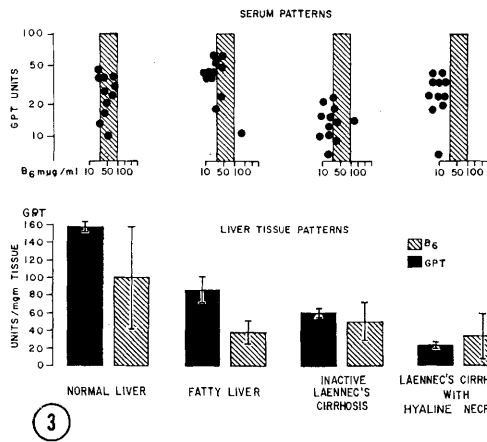 SERUM PATTERNS
GPT UNITS
100
50
20
10
B6 mμg/ml
10 50 100
10 50 100
10 50 100
10 50 100
LIVER TISSUE PATTERNS
GPT
UNITS/mgm TISSUE
160
140
120
100
80
60
40
20
0
B6
GPT
NORMAL LIVER
FATTY LIVER
INACTIVE
LAENNEC'S
CIRRHOSIS
LAENNEC'S CIRRH
WITH
HYALINE NECR
3